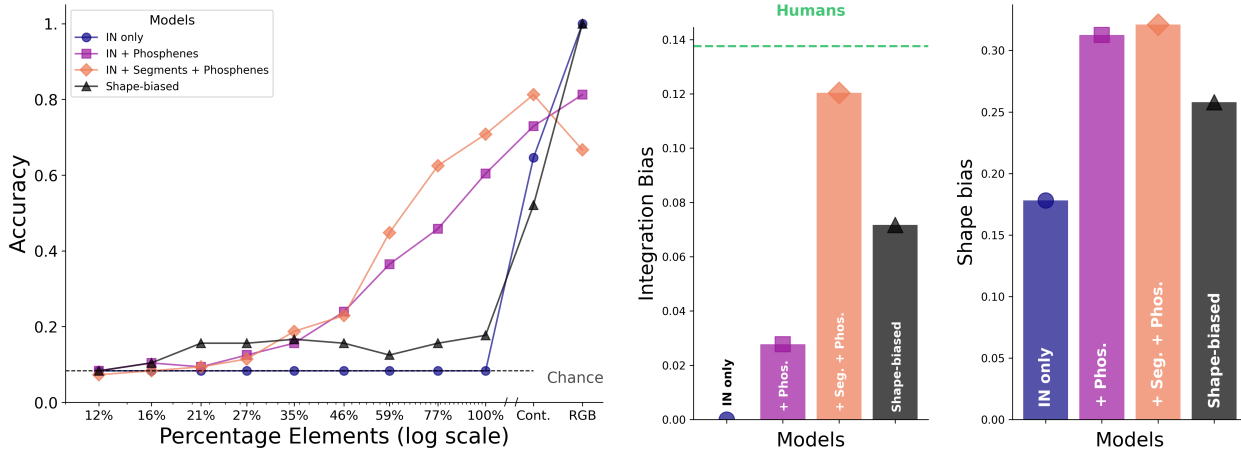 Models
IN only
IN + Phosphenes
IN + Segments + Phosphenes
Shape-biased
Accuracy
1.
0.8
0.6
0.4
0.2
0.0
Chance
12% 16% 21% 27% 35% 46% 59% 77% 100% Cont. RGB
Percentage Elements (log scale)
Humans
Integration Bias
0.14
0.12
0.10
0.08
0.06
0.04
0.02
0.00
IN only
+ Phos.
+ Seg. + Phos.
Shape-biased
Models
Shape bias
0.30
0.25
0.20
0.15
0.10
0.05
0.00
IN only
+ Phos.
+ Seg. + Phos.
Shape-biased
Models